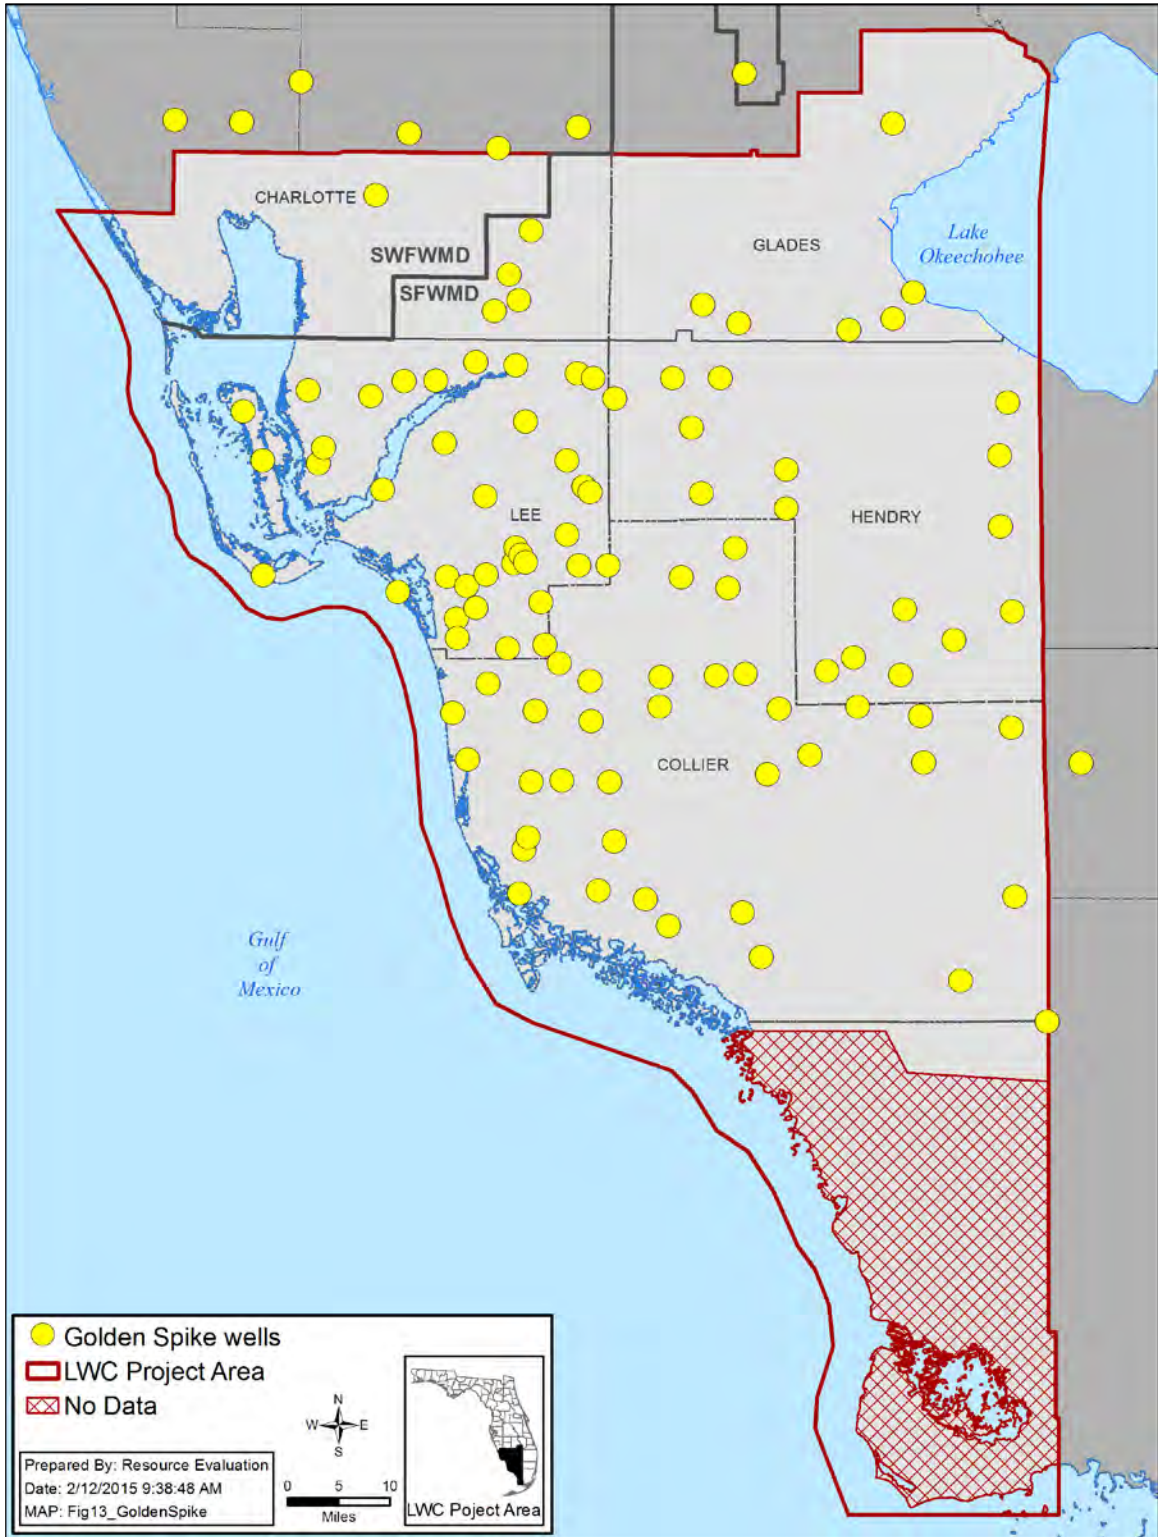 CHARLOTTE
SWFWMD
SFWMD
GLADES
Lake
Okeechobee
LEE
HENDRY
COLLIER
Gulf
of
Mexico
Golden Spike wells
LWC Project Area
No Data
N
W E
S
0 5 10
Miles
LWC Poject Area
Prepared By: Resource Evaluation
Date: 2/12/2015 9:38:48 AM
MAP: Fig13_GoldenSpike